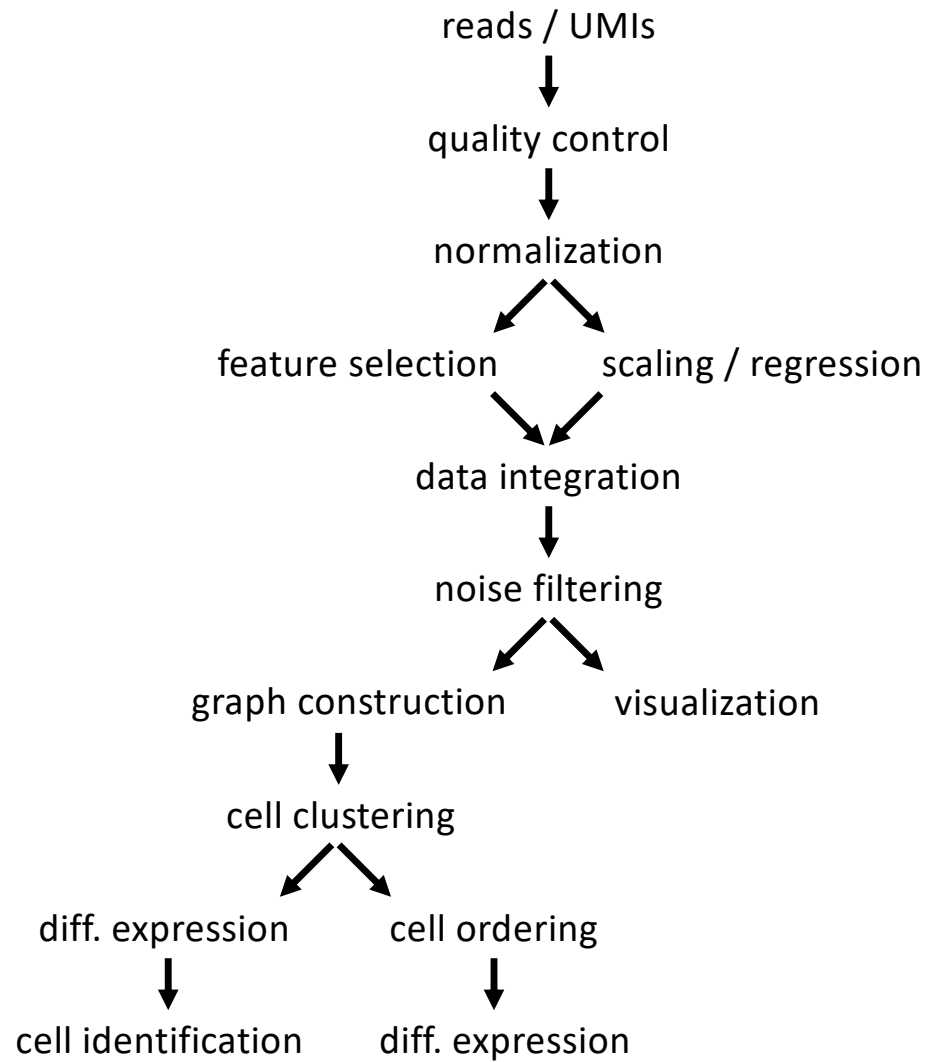 reads / UMIs
quality control
normalization
feature selection
scaling / regression
data integration
noise filtering
graph construction
visualization
cell clustering
diff. expression
cell ordering
cell identification
diff. expression